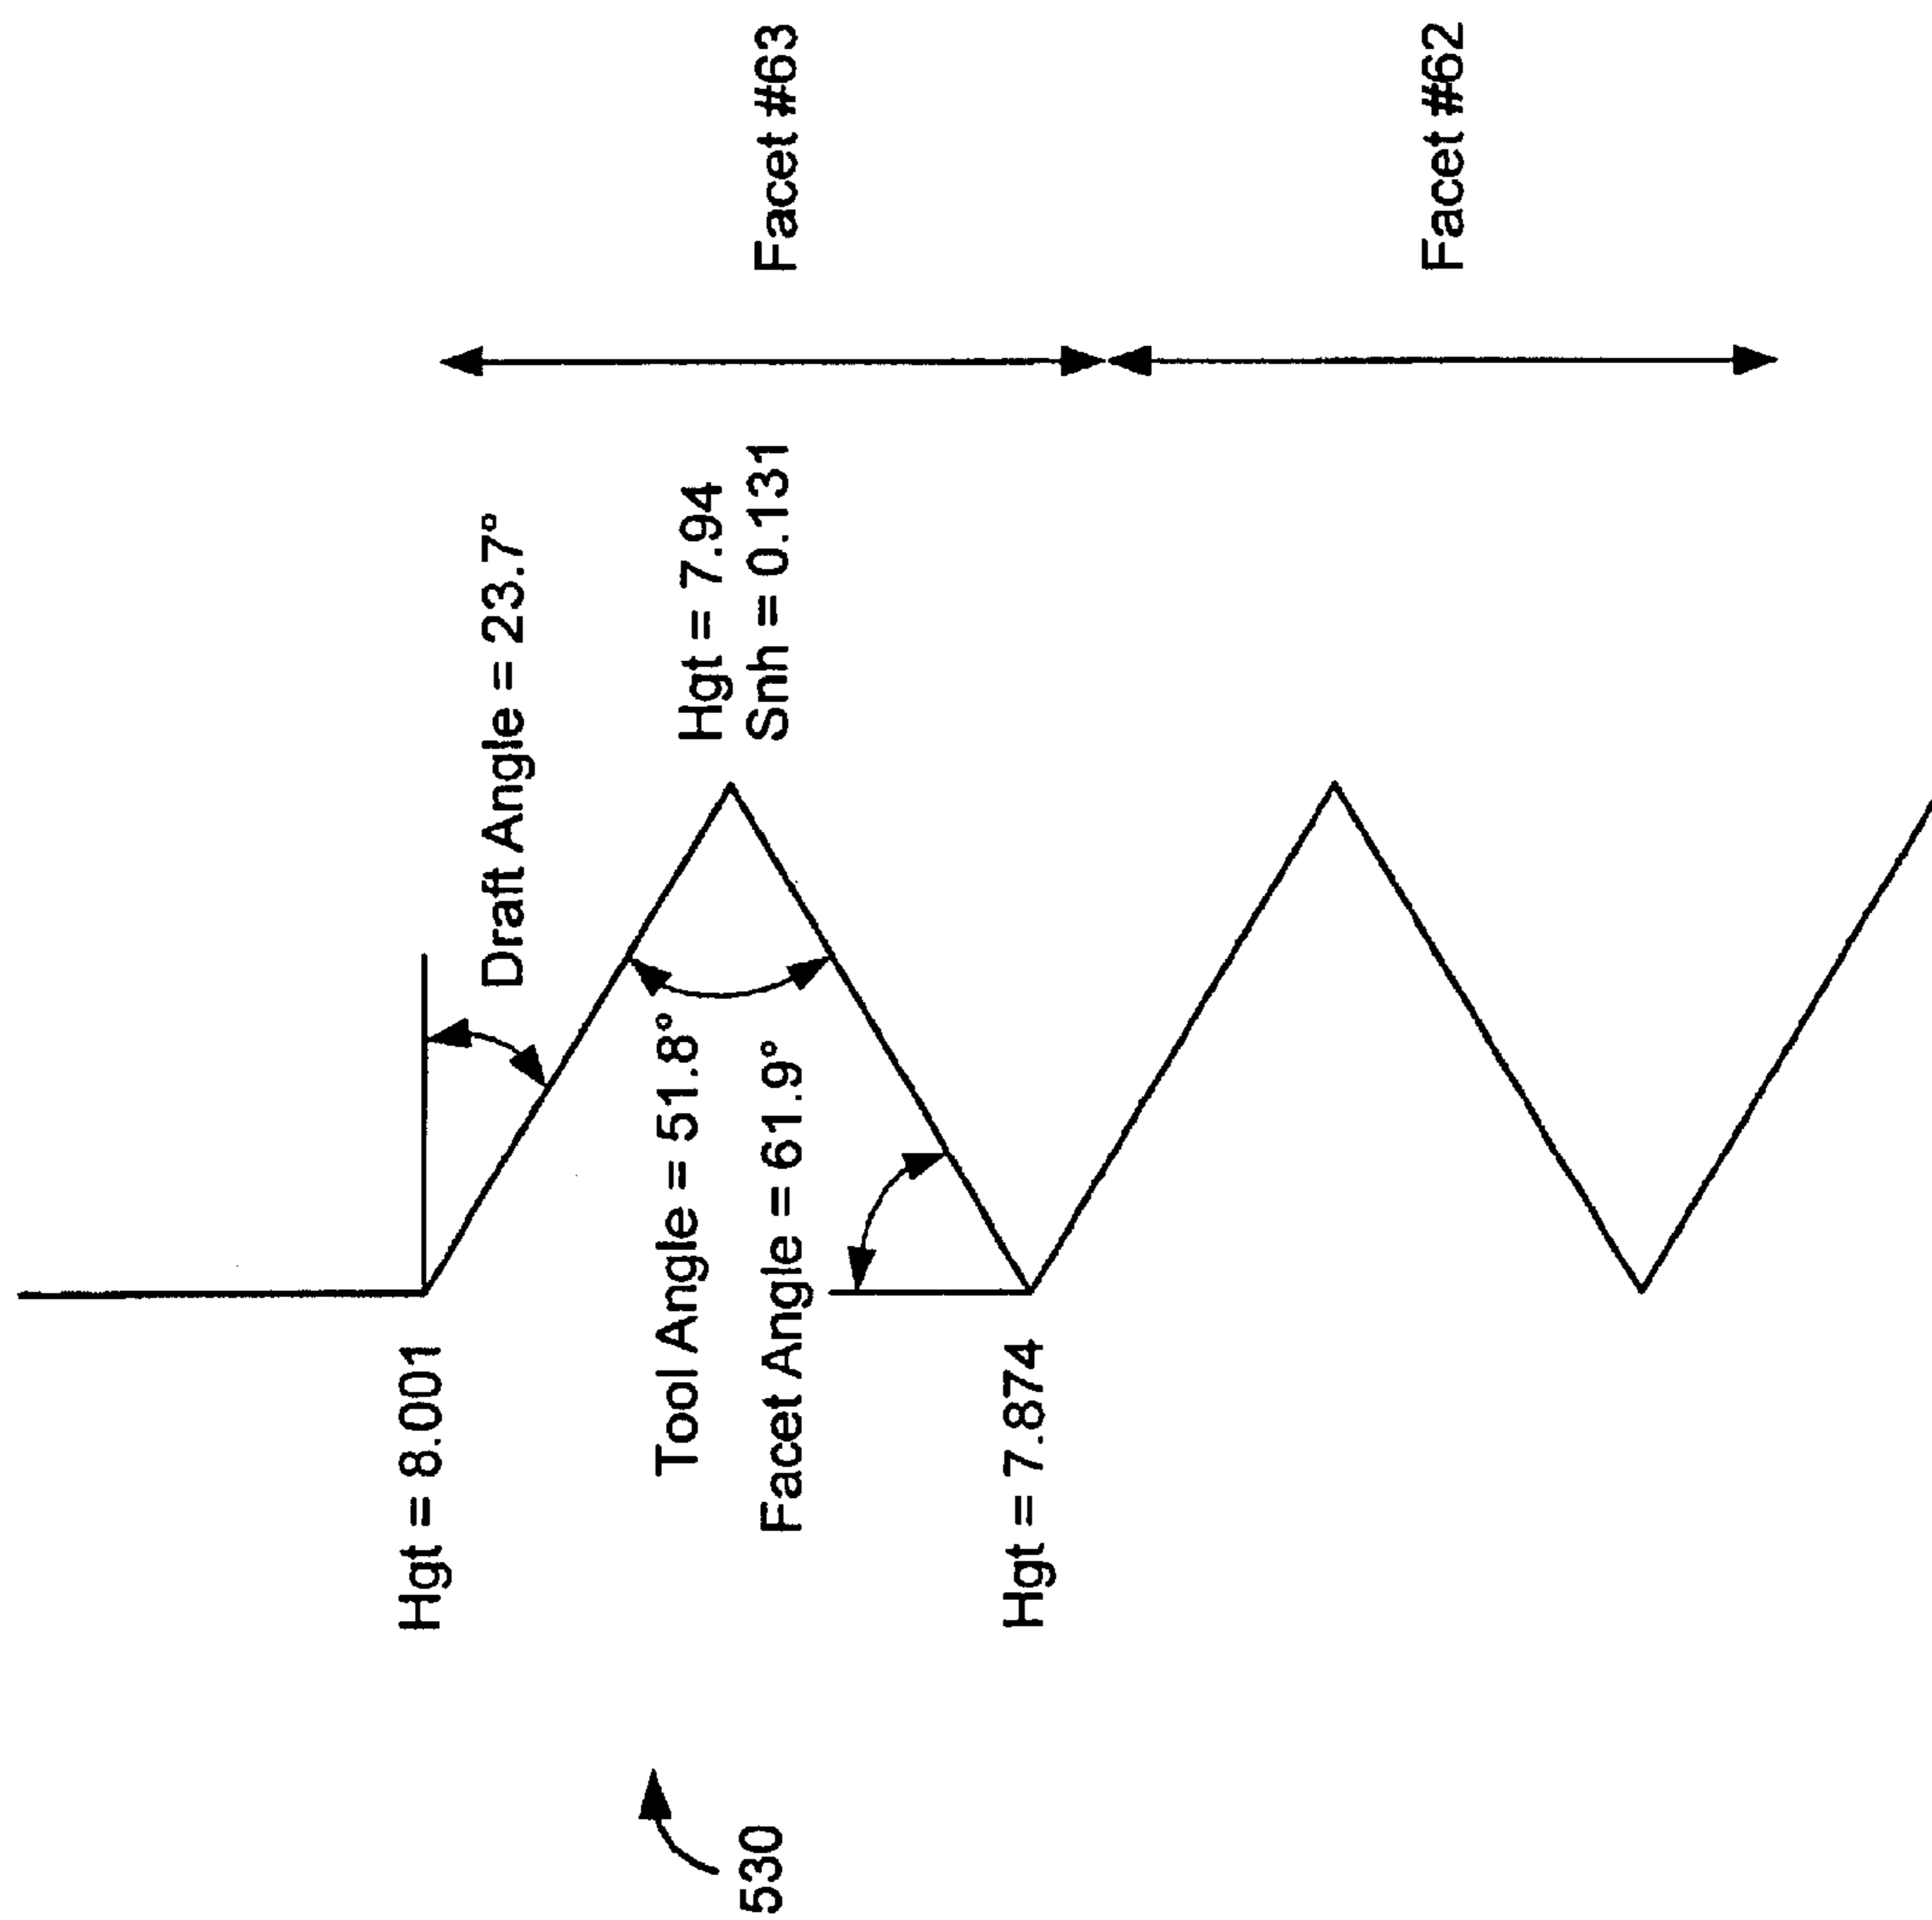 Hgt = 8.001
Draft Angle = 23.7°
Tool Angle = 51.8°
Hgt = 7.94
Snh = 0.131
530
Facet Angle = 61.9°
Facet #63
Hgt = 7.874
Facet #62